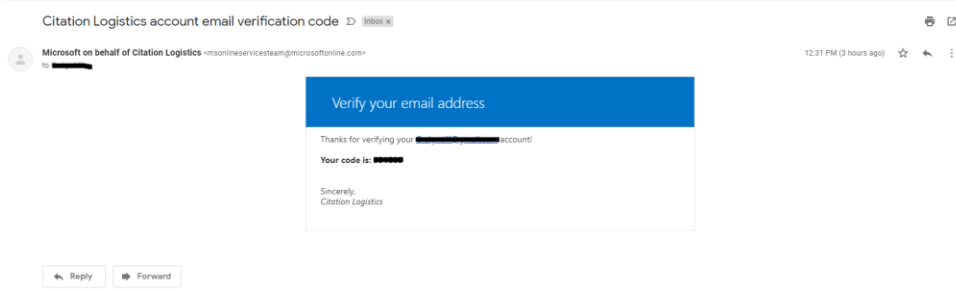 Citation Logistics account email verification code Inbox x
Microsoft on behalf of Citation Logistics <msonlineservicesteam@microsoftonline.com> 12:31 PM (3 hours ago)
to
Verify your email address
Thanks for verifying your account!
Your code is:
Sincerely,
Citation Logistics
Reply Forward